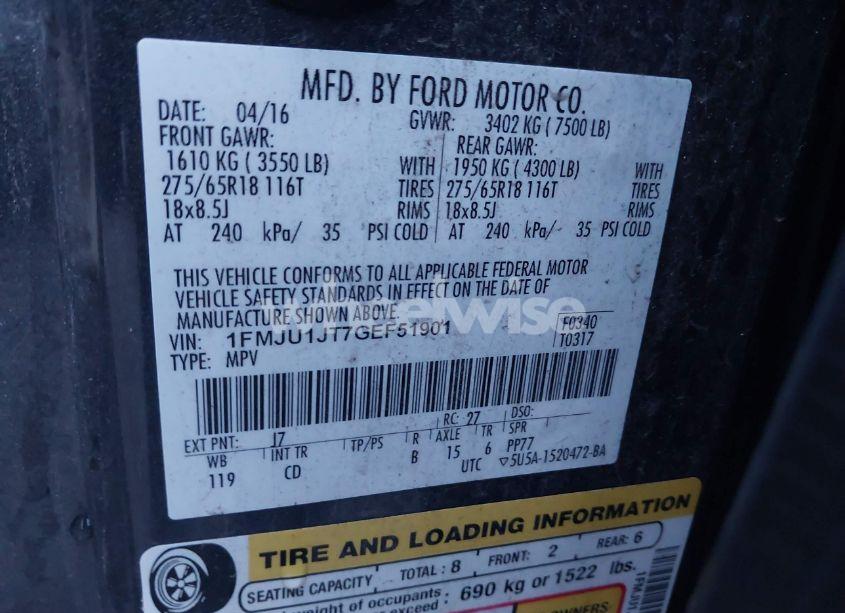 MFD. BY FORD MOTOR CO.
DATE: 04/16 GVWR: 3402 KG ( 7500 LB)
FRONT GAWR: REAR GAWR:
1610 KG ( 3550 LB) WITH 1950 KG ( 4300 LB) WITH
275/65R18 116T TIRES 275/65R18 116T TIRES
18x8.5J RIMS 18x8.5J RIMS
AT 240 kPa/ 35 PSI COLD AT 240 kPa/ 35 PSI COLD
THIS VEHICLE CONFORMS TO ALL APPLICABLE FEDERAL MOTOR
VEHICLE SAFETY STANDARDS IN EFFECT ON THE DATE OF
MANUFACTURE SHOWN ABOVE.
wheelwise
VIN: 1FMJU1JT7GEF51901 F0340
TYPE: MPV T0317
EXT PNT: J7 RC: 27 DSO:
WB INT TR TP/PS R AXLE TR SPR
119 CD B 15 6 PP77
UTC ▽5U5A-1520472-BA
TIRE AND LOADING INFORMATION
SEATING CAPACITY TOTAL: 8 FRONT: 2 REAR: 6
weight of occupants 690 kg or 1522 lbs.
OWNERS